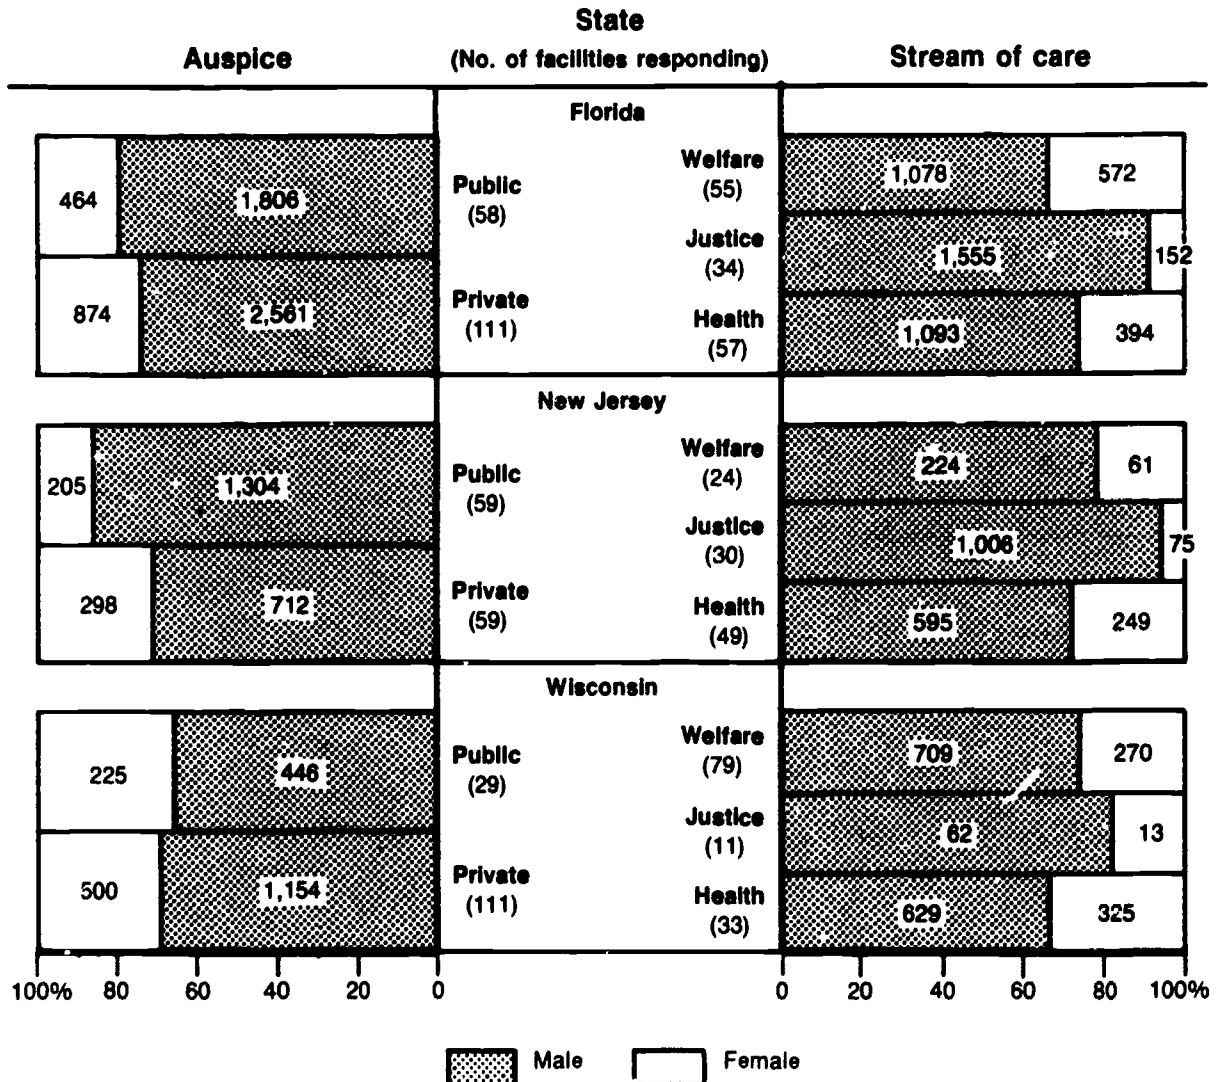 State
Auspice (No. of facilities responding) Stream of care
Florida
464 1,806 Public (58) Welfare (55) 1,078 572
Justice (34) 1,555 152
874 2,561 Private (111) Health (57) 1,093 394
New Jersey
205 1,304 Public (59) Welfare (24) 224 61
Justice (30) 1,006 75
298 712 Private (59) Health (49) 595 249
Wisconsin
225 446 Public (29) Welfare (79) 709 270
Justice (11) 62 13
500 1,154 Private (111) Health (33) 629 325
100% 80 60 40 20 0 0 20 40 60 80 100%
Male Female